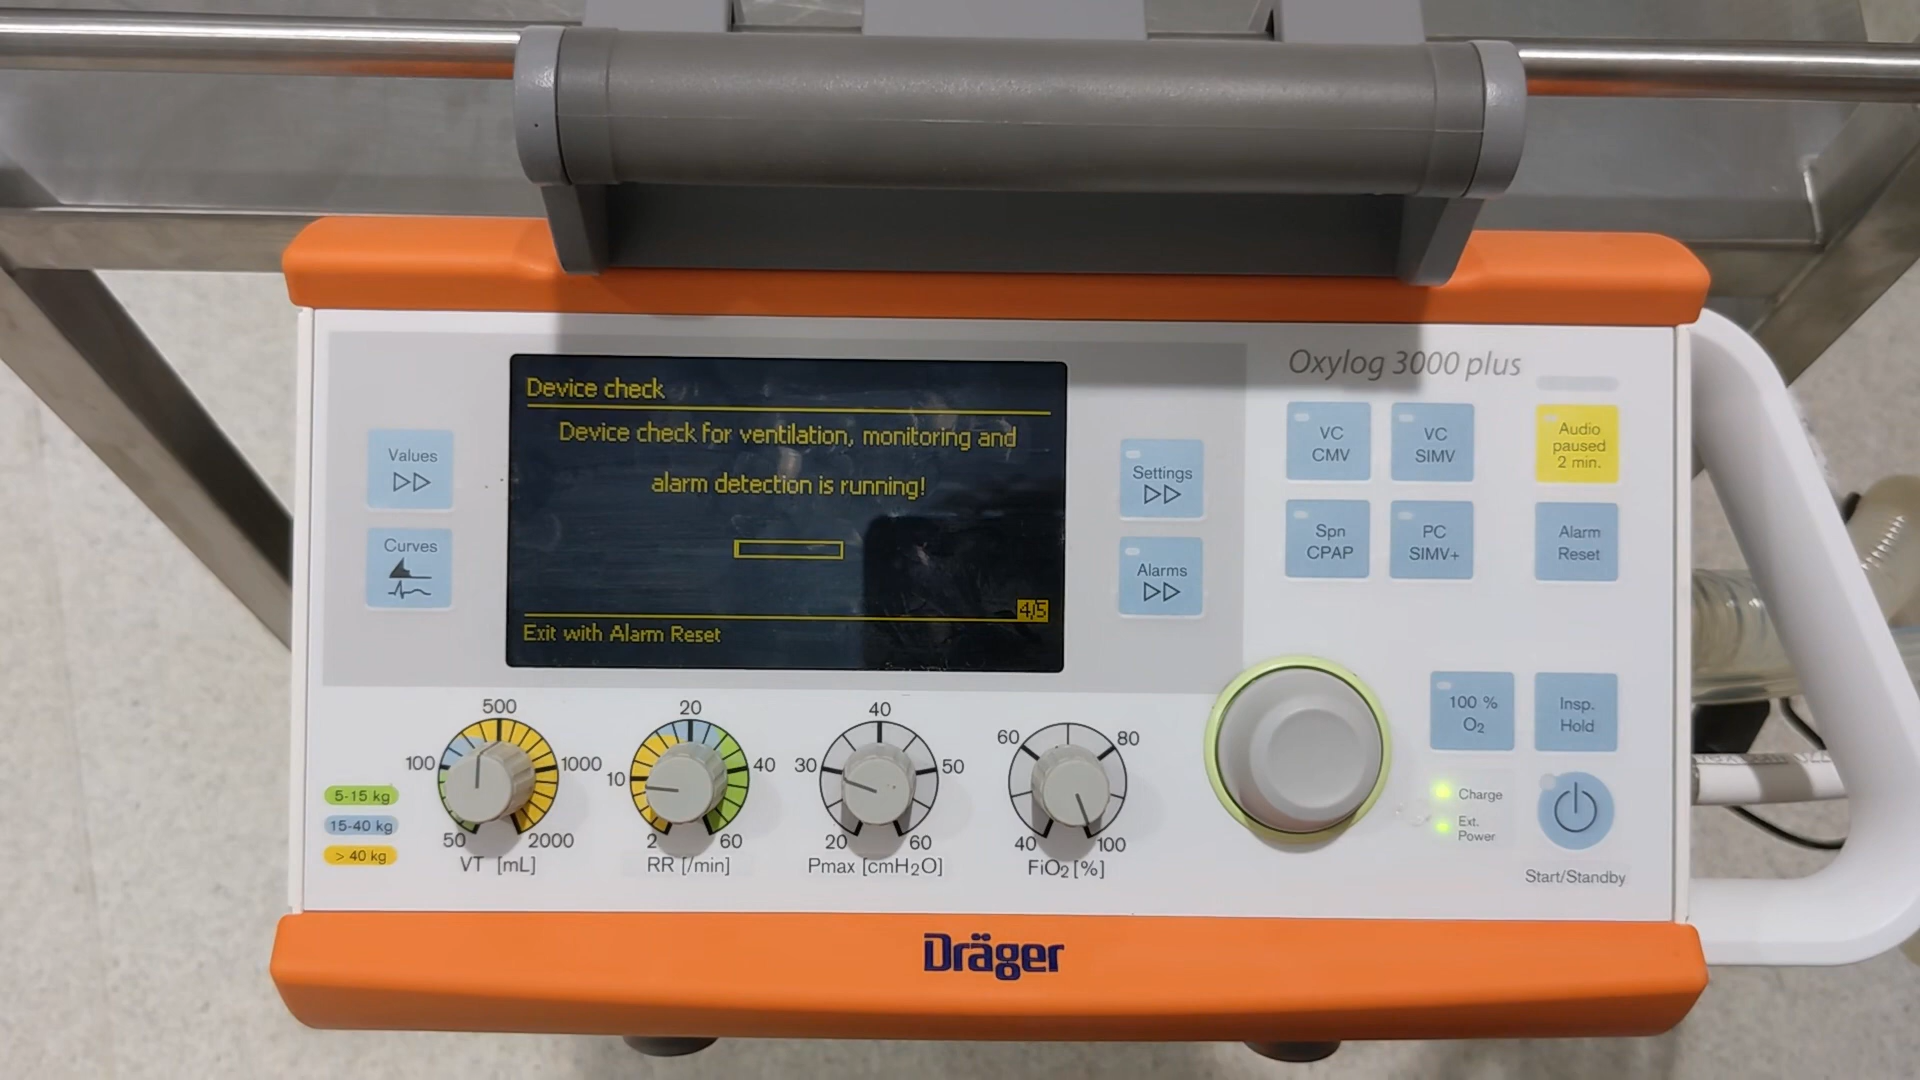 Oxylog 3000 plus
Device check
Device check for ventilation, monitoring and
alarm detection is running!
4/5
Exit with Alarm Reset
Values
Curves
Settings
Alarms
VC
CMV
VC
SIMV
Audio
paused
2 min.
Spn
CPAP
PC
SIMV+
Alarm
Reset
100 %
O2
Insp.
Hold
Charge
Ext.
Power
Start/Standby
5-15 kg
15-40 kg
> 40 kg
500
100
1000
50
2000
VT [mL]
20
10
40
2
60
RR [/min]
40
30
50
20
60
Pmax [cmH2O]
60
80
40
100
FiO2 [%]
Dräger